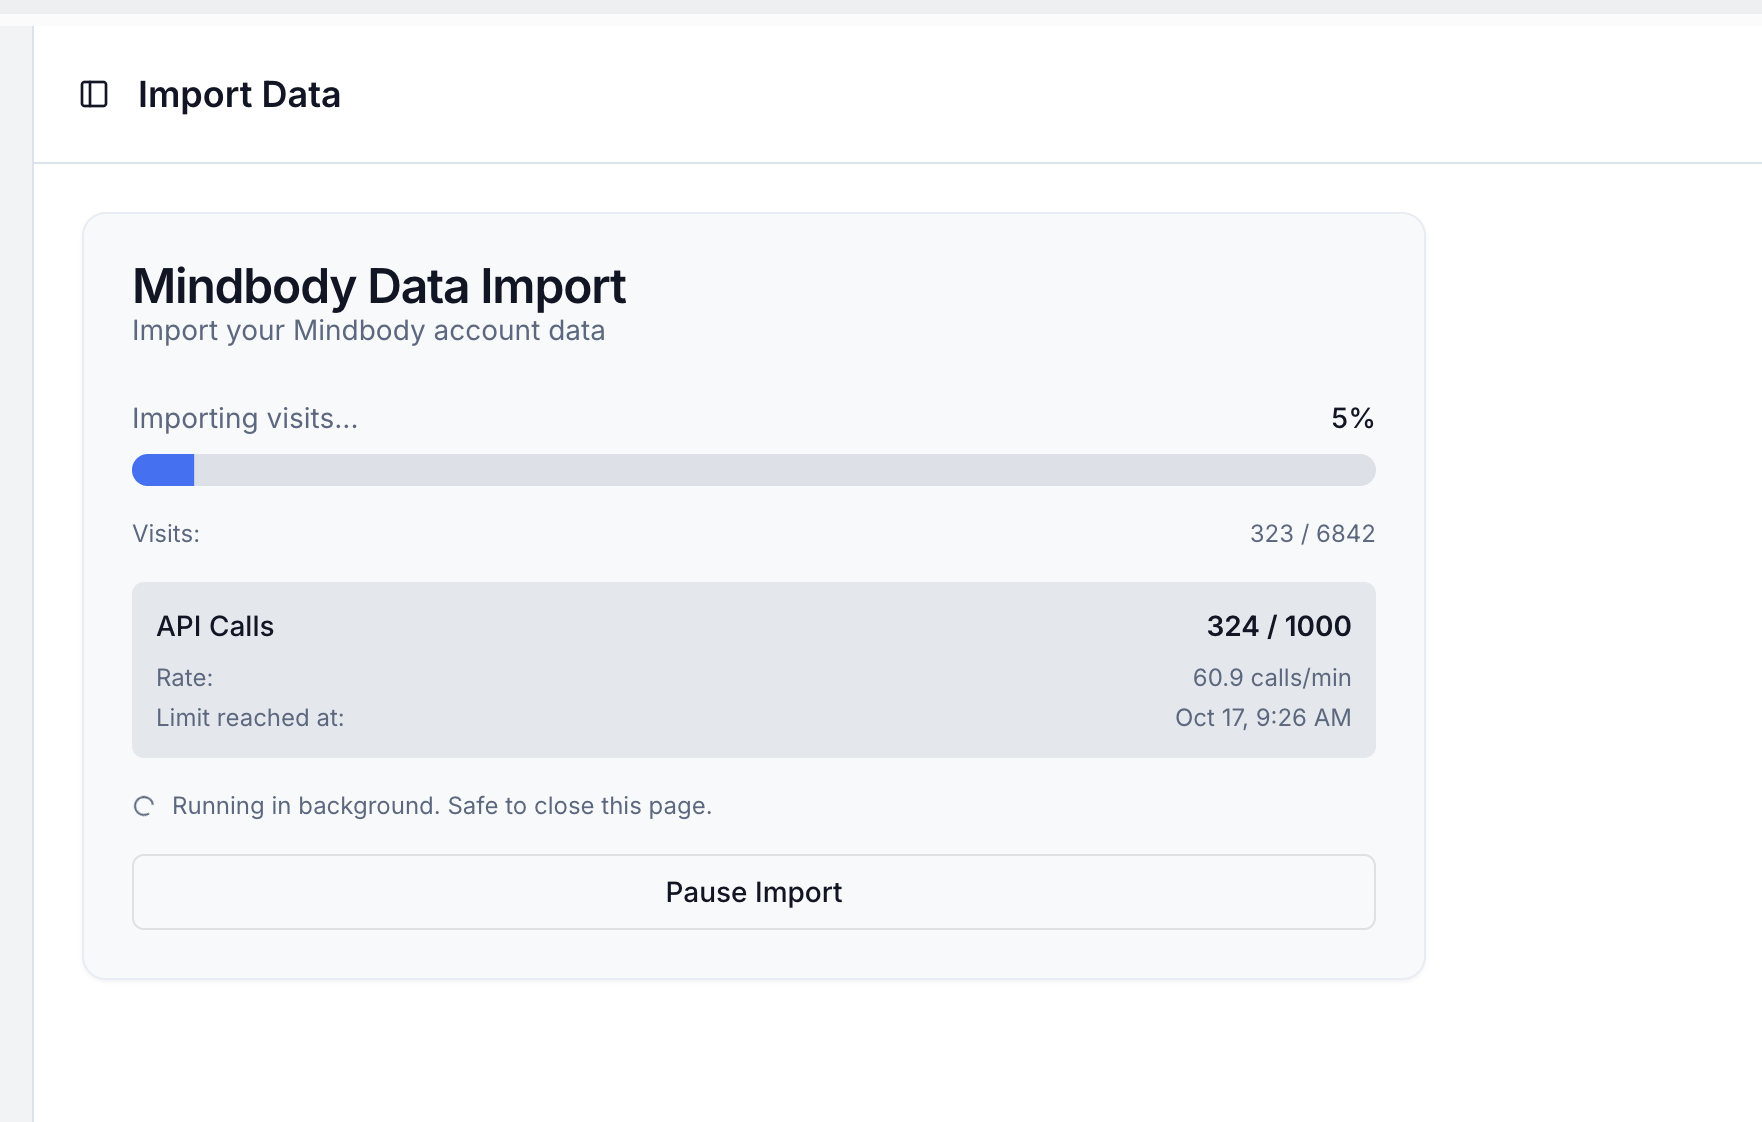 Import Data
Mindbody Data Import
Import your Mindbody account data
Importing visits...
5%
Visits:
323 / 6842
API Calls
324 / 1000
Rate:
60.9 calls/min
Limit reached at:
Oct 17, 9:26 AM
Running in background. Safe to close this page.
Pause Import